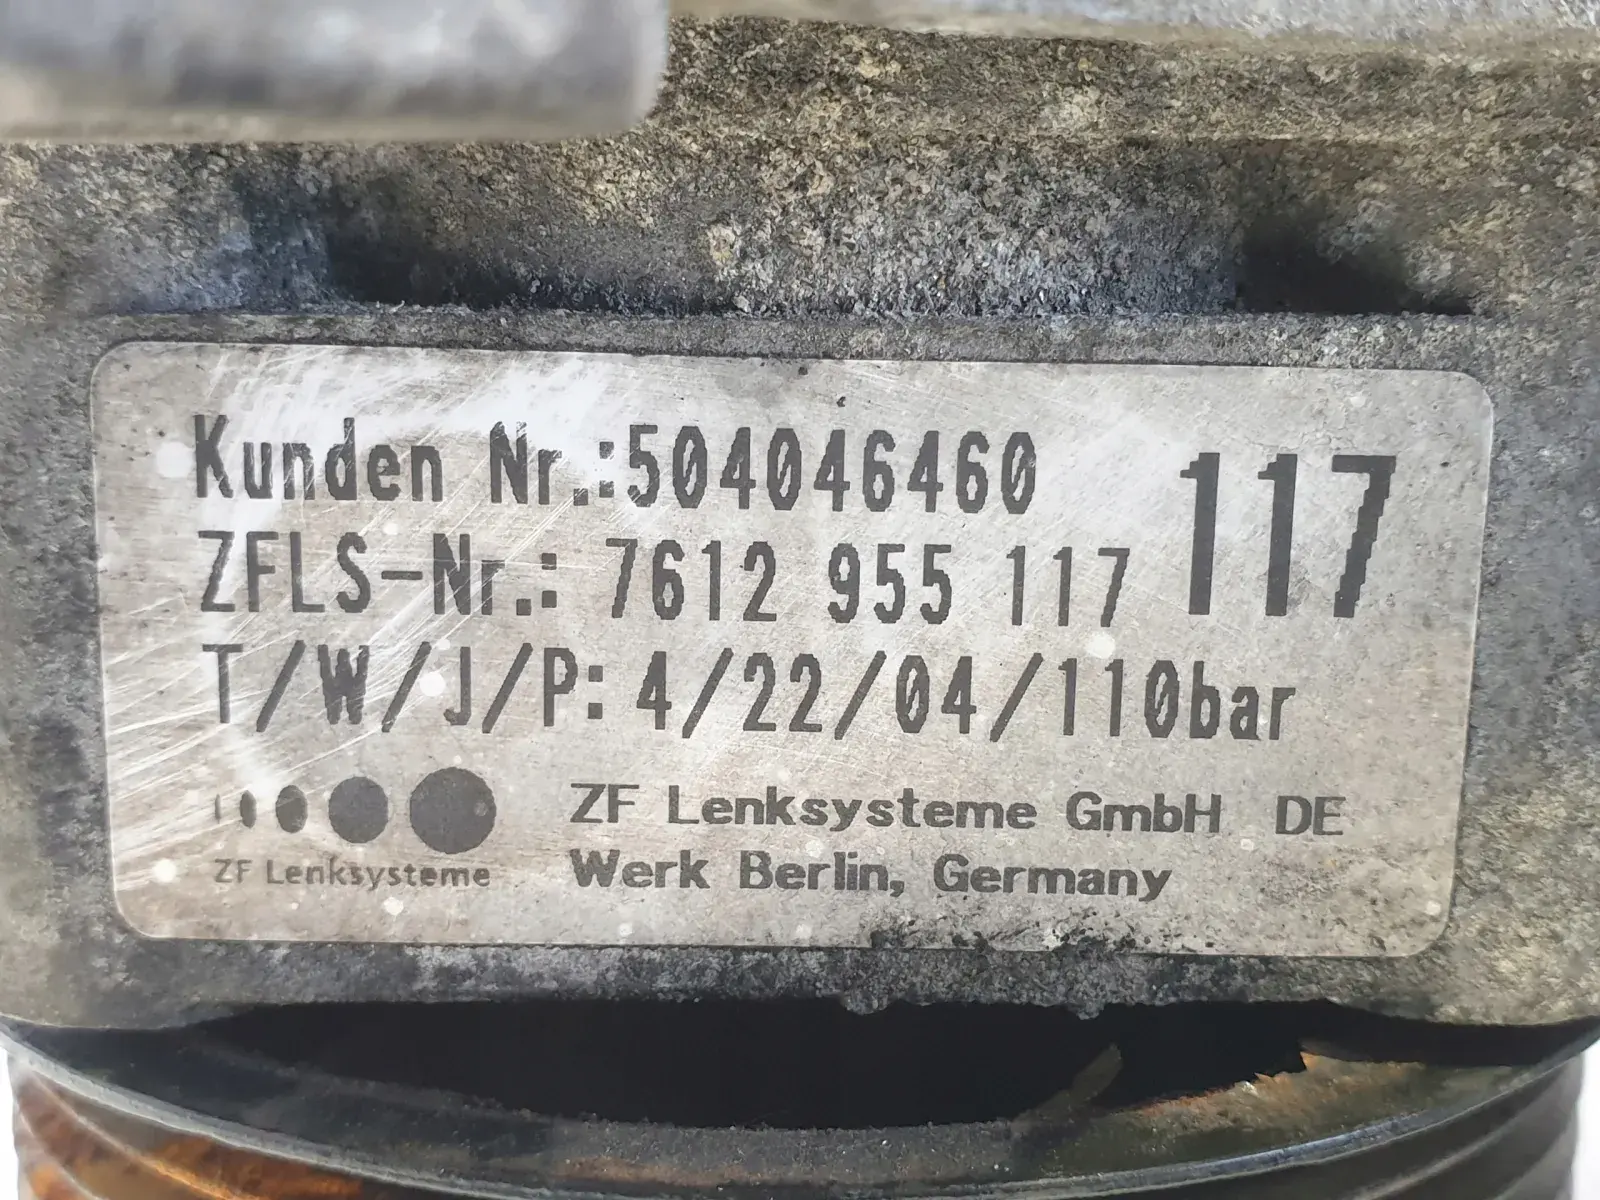 Kunden Nr.:504046460
117
ZFLS-Nr.: 7612 955 117
T/W/J/P: 4/22/04/110bar
ZF Lenksysteme
ZF Lenksysteme GmbH DE
Werk Berlin, Germany